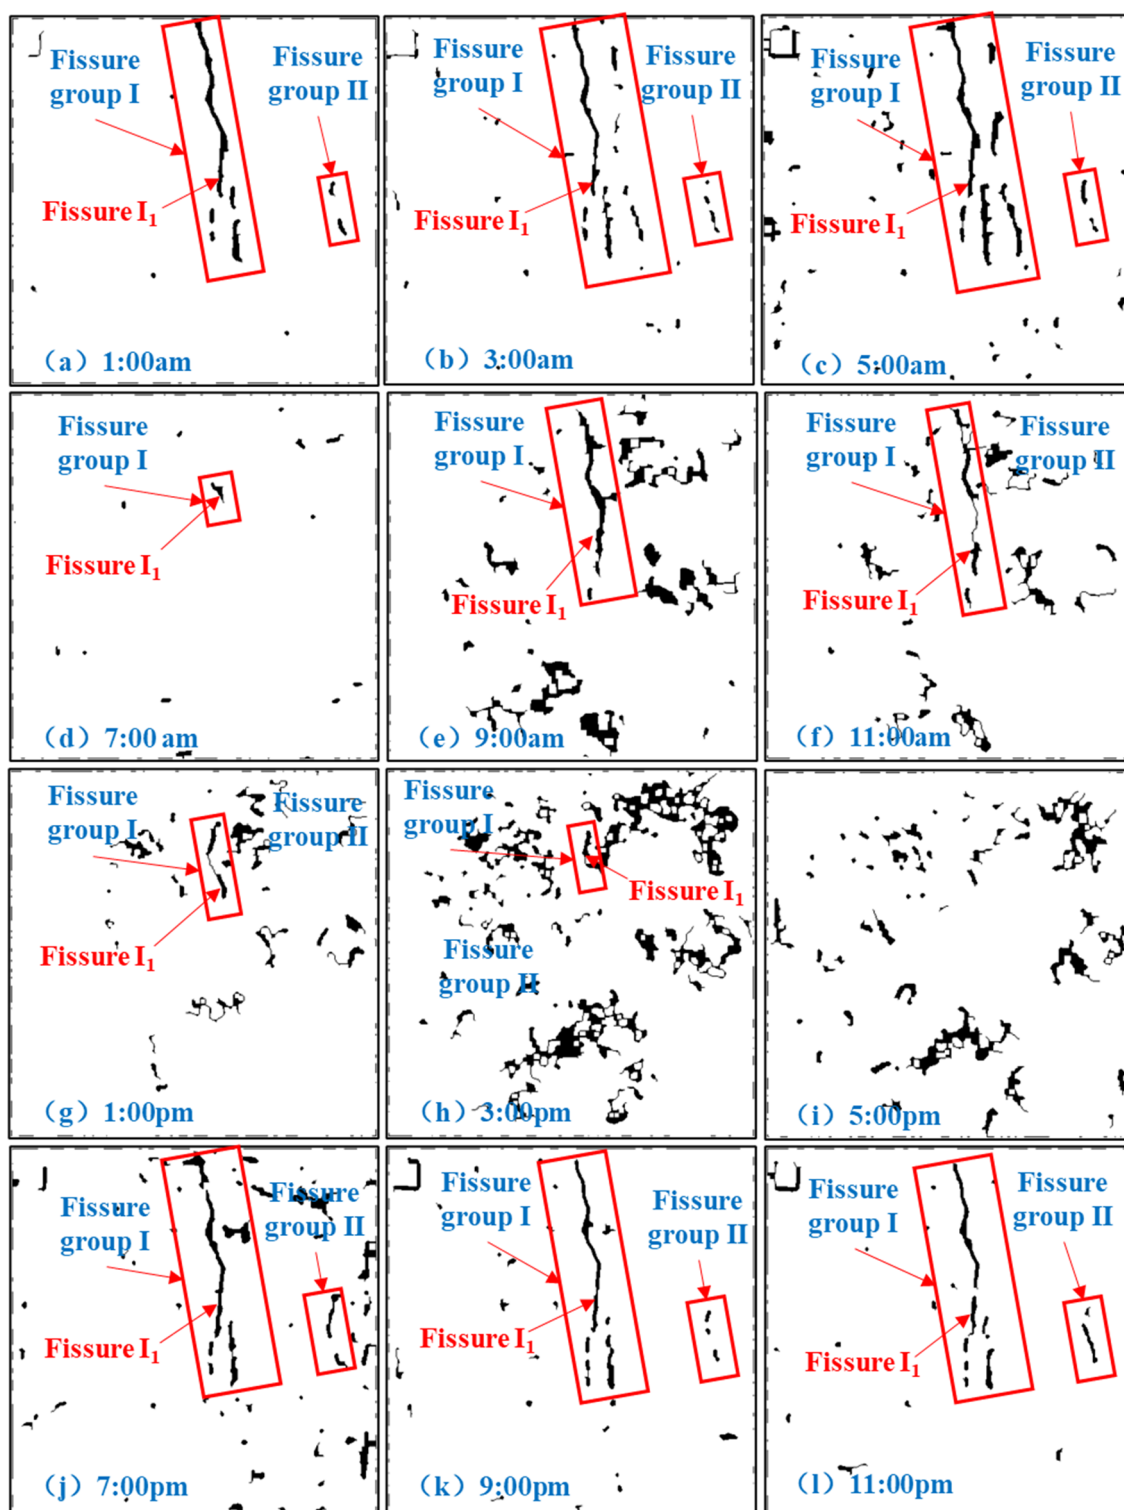 Fissure
group I
Fissure
group II
Fissure I₁
（a）1:00am
Fissure
group I
Fissure
group II
Fissure I₁
（b）3:00am
Fissure
group I
Fissure
group II
Fissure I₁
（c）5:00am
Fissure
group I
Fissure I₁
（d）7:00 am
Fissure
group I
Fissure I₁
（e）9:00am
Fissure
group I
Fissure
group II
Fissure I₁
（f）11:00am
Fissure
group I
Fissure
group II
Fissure I₁
（g）1:00pm
Fissure
group I
Fissure I₁
Fissure
group II
（h）3:00pm
（i）5:00pm
Fissure
group I
Fissure
group II
Fissure I₁
（j）7:00pm
Fissure
group I
Fissure
group II
Fissure I₁
（k）9:00pm
Fissure
group I
Fissure
group II
Fissure I₁
（l）11:00pm